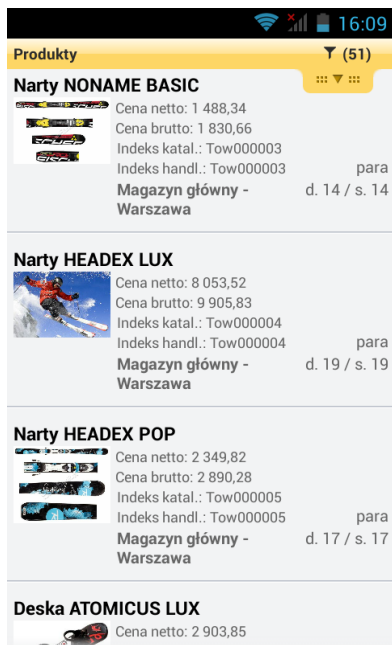 16:09
Produkty (51)
Narty NONAME BASIC
Cena netto: 1 488,34
Cena brutto: 1 830,66
Indeks katal.: Tow000003
Indeks handl.: Tow000003 para
Magazyn główny - d. 14 / s. 14
Warszawa
Narty HEADEX LUX
Cena netto: 8 053,52
Cena brutto: 9 905,83
Indeks katal.: Tow000004
Indeks handl.: Tow000004 para
Magazyn główny - d. 19 / s. 19
Warszawa
Narty HEADEX POP
Cena netto: 2 349,82
Cena brutto: 2 890,28
Indeks katal.: Tow000005
Indeks handl.: Tow000005 para
Magazyn główny - d. 17 / s. 17
Warszawa
Deska ATOMICUS LUX
Cena netto: 2 903,85